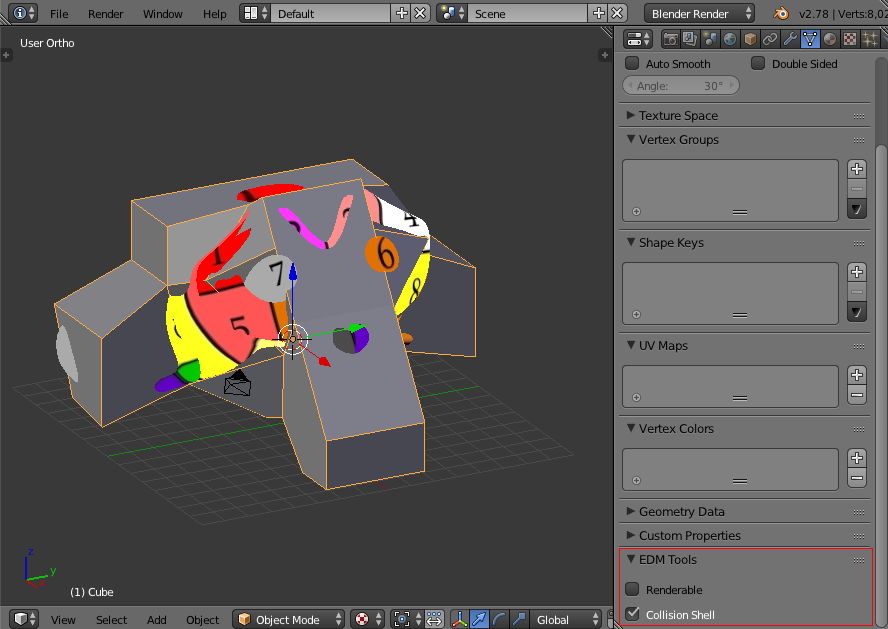 File Render Window Help Default Scene Blender Render v2.78 | Verts:8,02
User Ortho
Auto Smooth Double Sided
Angle: 30°
Texture Space
Vertex Groups
Shape Keys
UV Maps
Vertex Colors
Geometry Data
Custom Properties
EDM Tools
Renderable
Collision Shell
4
1
6
7
8
5
z
y
(1) Cube
View Select Add Object Object Mode Global